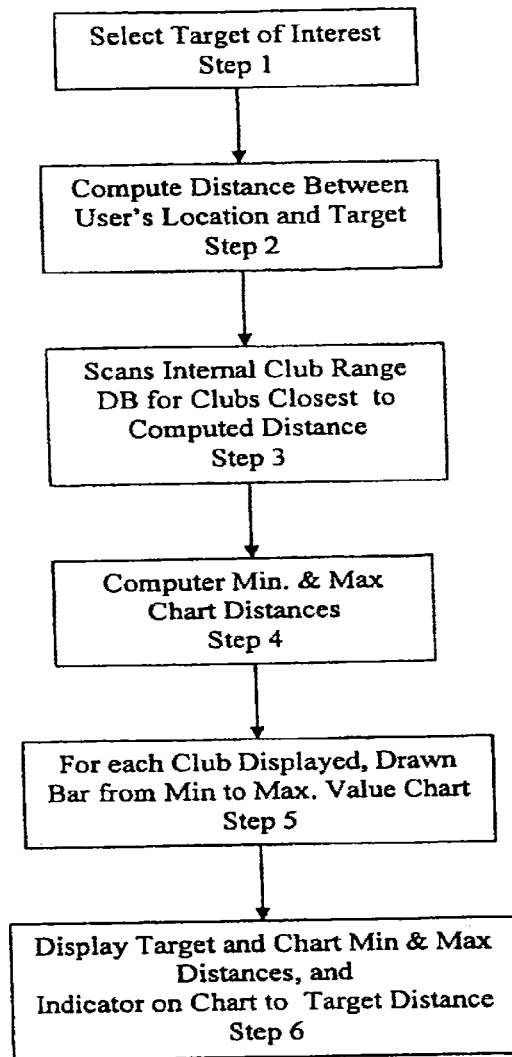 Select Target of Interest
Step 1
Compute Distance Between
User's Location and Target
Step 2
Scans Internal Club Range
DB for Clubs Closest to
Computed Distance
Step 3
Computer Min. & Max
Chart Distances
Step 4
For each Club Displayed, Drawn
Bar from Min to Max. Value Chart
Step 5
Display Target and Chart Min & Max
Distances, and
Indicator on Chart to Target Distance
Step 6